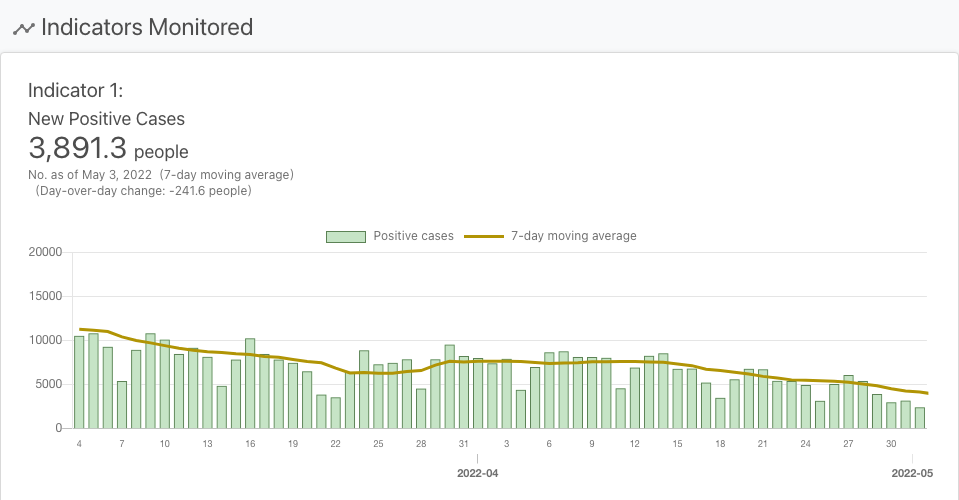 Indicators Monitored
Indicator 1:
New Positive Cases
3,891.3 people
No. as of May 3, 2022 (7-day moving average)
(Day-over-day change: -241.6 people)
Positive cases 7-day moving average
20000
15000
10000
5000
0
4 7 10 13 16 19 22 25 28 31 3 6 9 12 15 18 21 24 27 30
2022-04 2022-05